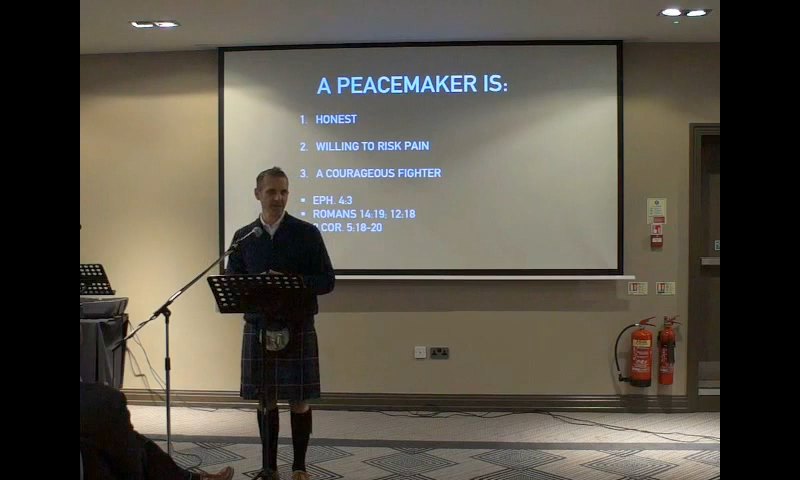 A PEACEMAKER IS:
1. HONEST
2. WILLING TO RISK PAIN
3. A COURAGEOUS FIGHTER
▪ EPH. 4:3
▪ ROMANS 14:19; 12:18
COR. 5:18-20